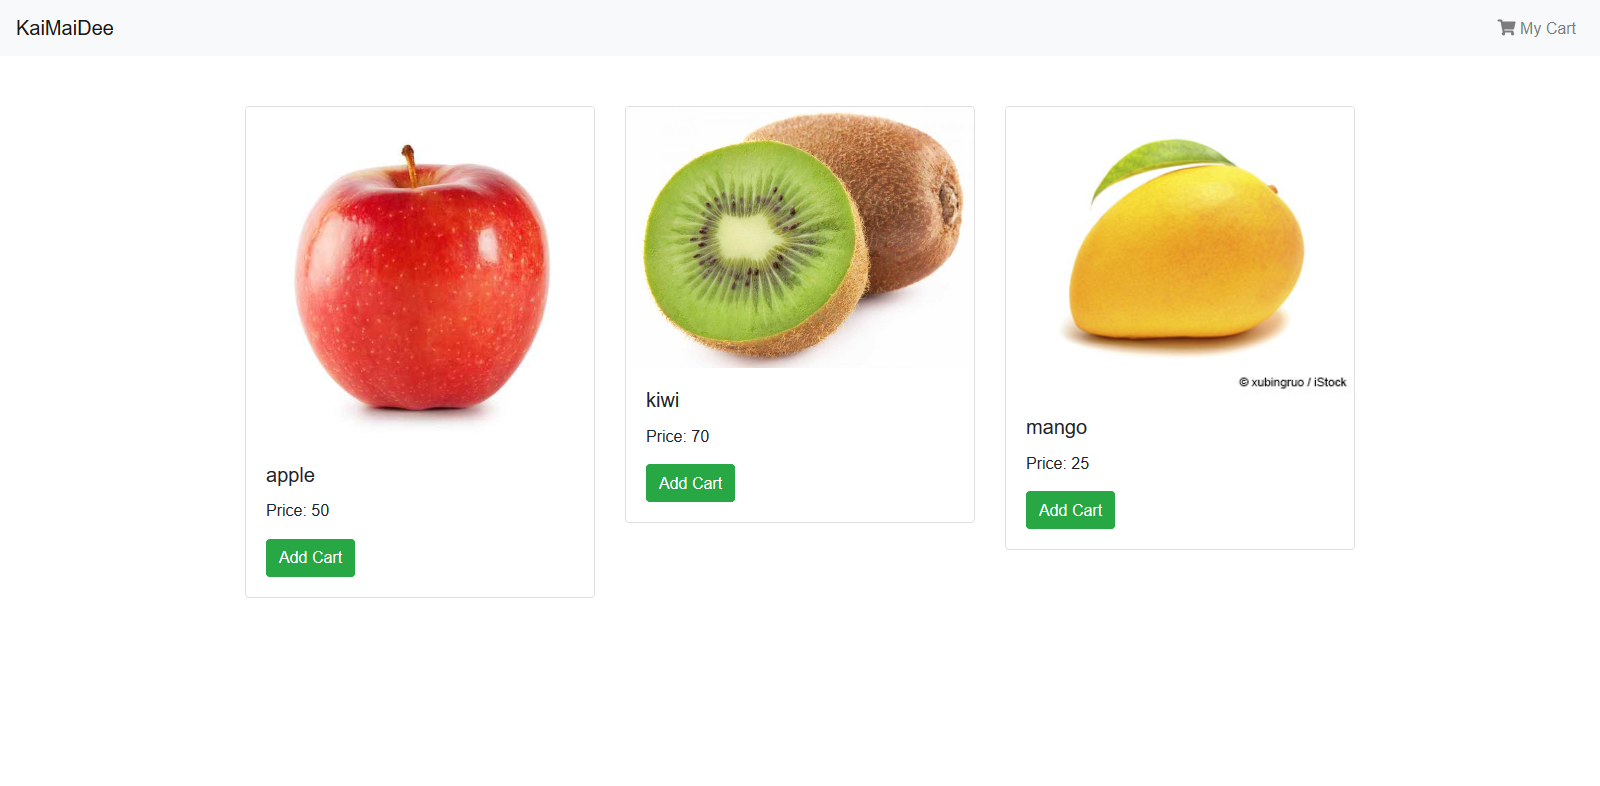 KaiMaiDee
My Cart
apple
Price: 50
Add Cart
kiwi
Price: 70
Add Cart
© xubingruo / iStock
mango
Price: 25
Add Cart